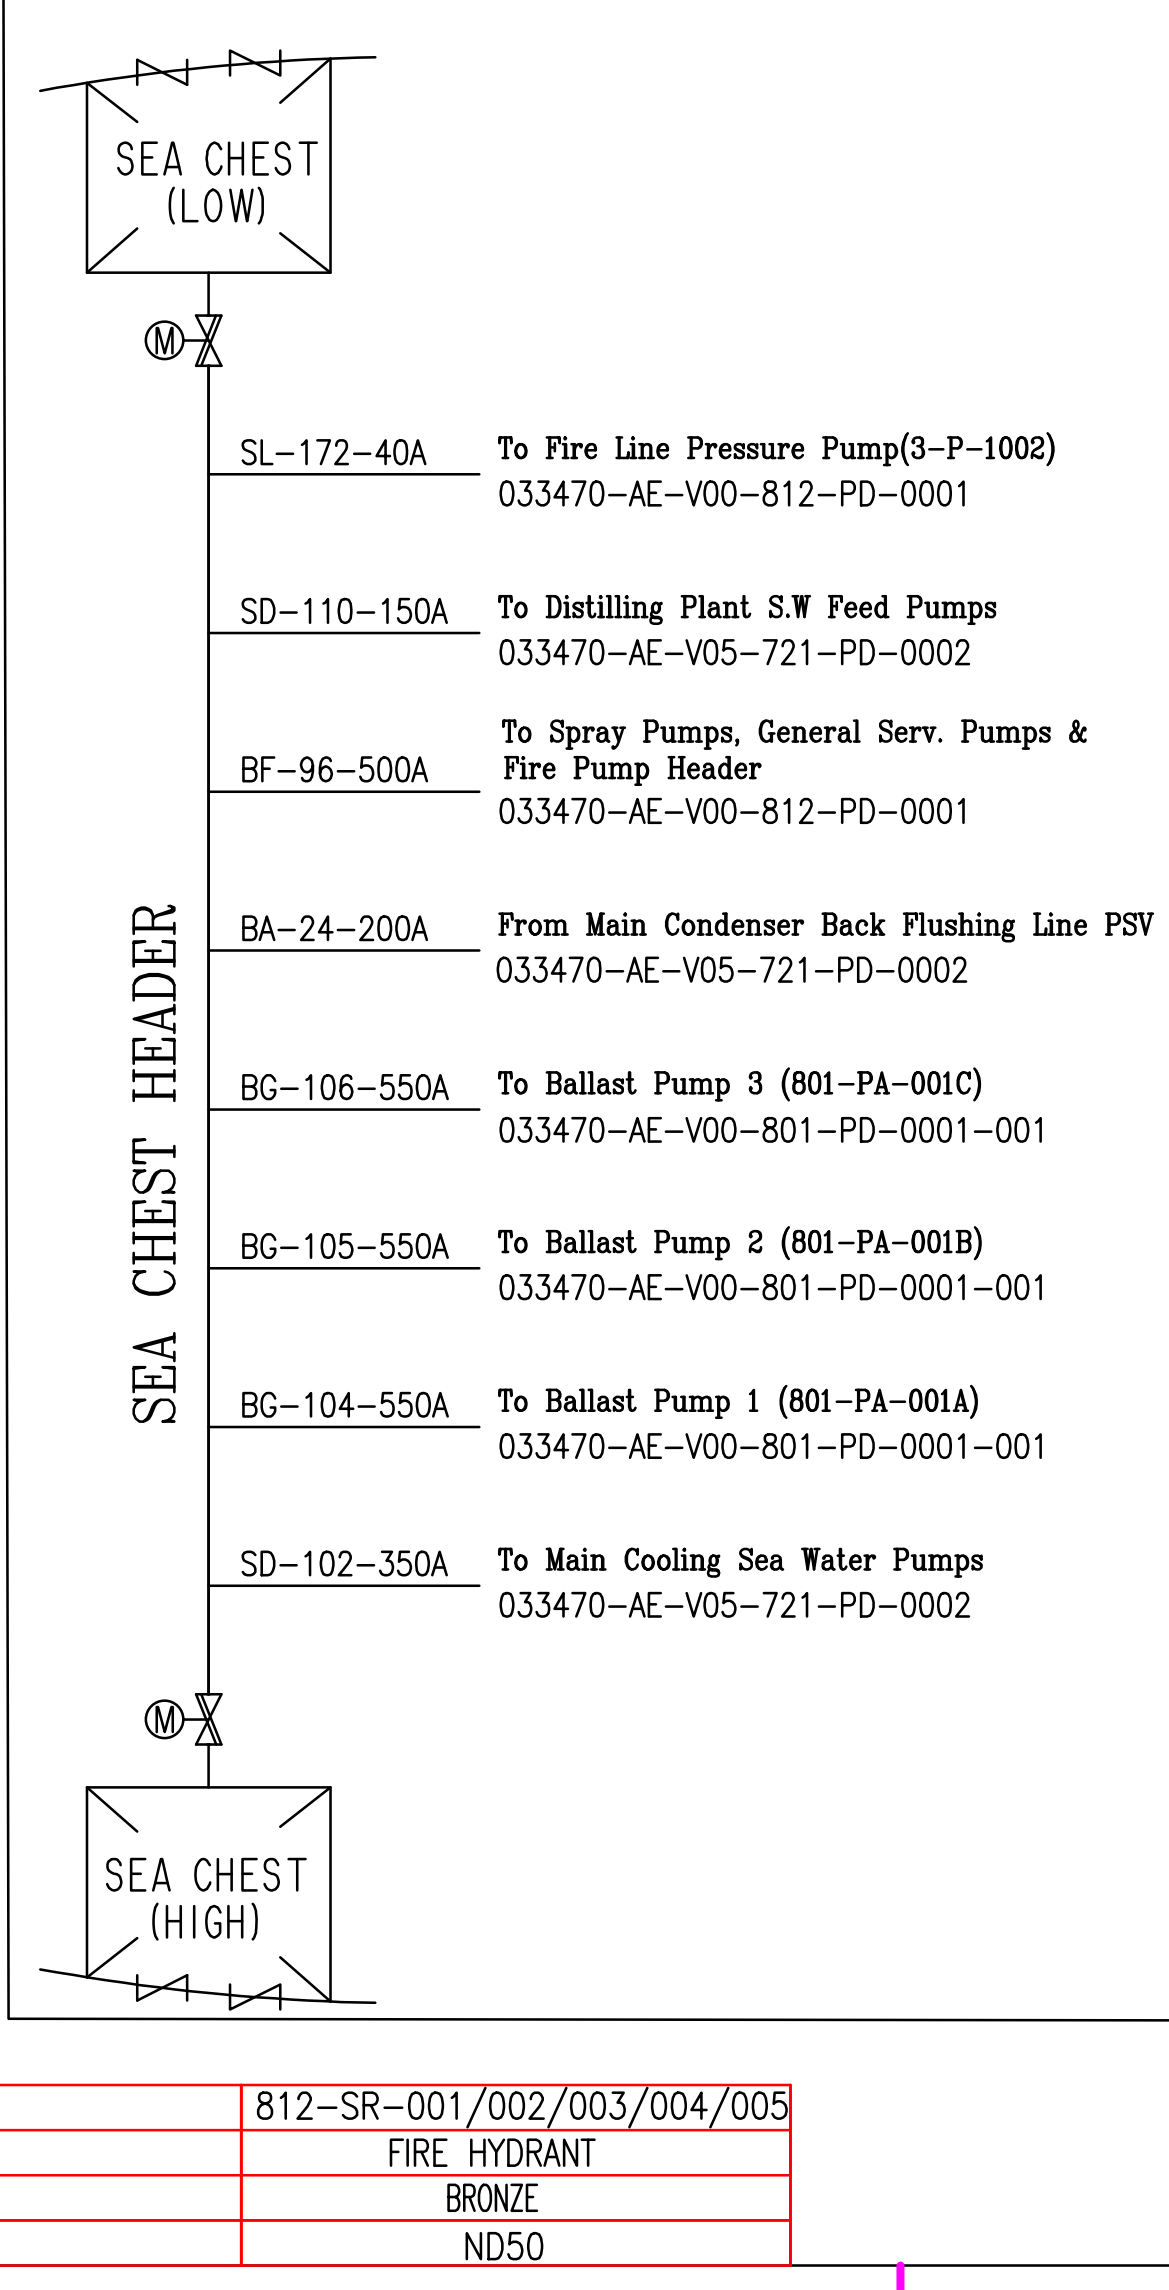 SEA CHEST
(LOW)
M
SL-172-40A
To Fire Line Pressure Pump(3-P-1002)
033470-AE-V00-812-PD-0001
SD-110-150A
To Distilling Plant S.W Feed Pumps
033470-AE-V05-721-PD-0002
BF-96-500A
To Spray Pumps, General Serv. Pumps &
Fire Pump Header
033470-AE-V00-812-PD-0001
SEA CHEST HEADER
BA-24-200A
From Main Condenser Back Flushing Line PSV
033470-AE-V05-721-PD-0002
BG-106-550A
To Ballast Pump 3 (801-PA-001C)
033470-AE-V00-801-PD-0001-001
BG-105-550A
To Ballast Pump 2 (801-PA-001B)
033470-AE-V00-801-PD-0001-001
BG-104-550A
To Ballast Pump 1 (801-PA-001A)
033470-AE-V00-801-PD-0001-001
SD-102-350A
To Main Cooling Sea Water Pumps
033470-AE-V05-721-PD-0002
M
SEA CHEST
(HIGH)
812-SR-001/002/003/004/005
FIRE HYDRANT
BRONZE
ND50